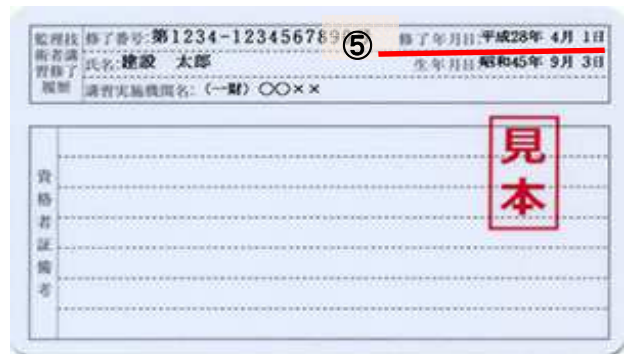 監理技術者講習修了履歴
修了番号:第1234-123456789 修了年月日:平成28年 4月 1日
⑤
氏名:建設 太郎 生年月日:昭和45年 9月 3日
講習実施機関名:(一財)〇〇××
見本
資格者証備考